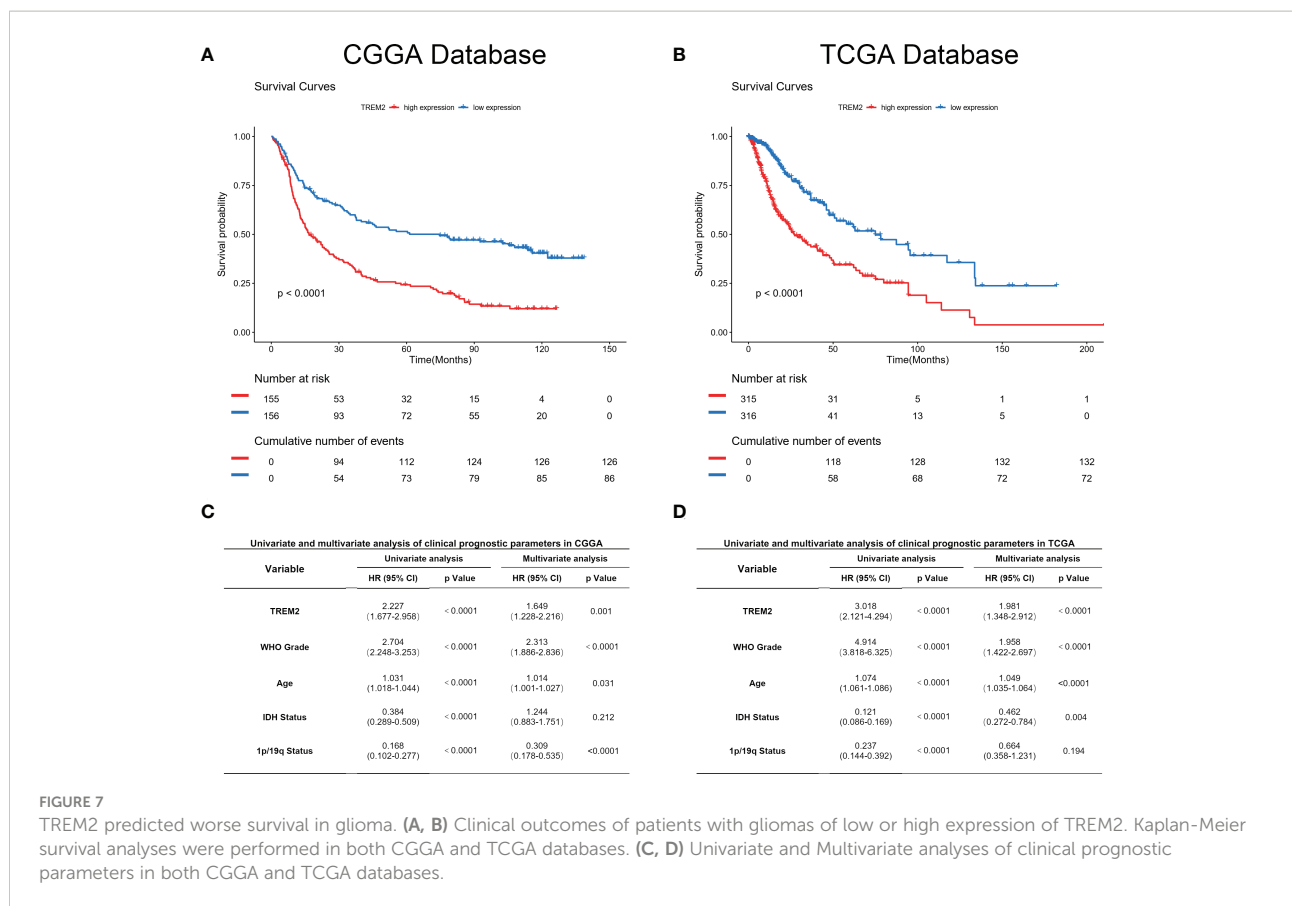 A
CGGA Database
Survival Curves
TREM2 high expression low expression
1.00
0.75
0.50
0.25
0.00
Survival probability
p < 0.0001
0 30 60 90 120 150
Time(Months)
Number at risk
155 53 32 15 4 0
156 93 72 55 20 0
Cumulative number of events
0 94 112 124 126 126
0 54 73 79 85 86
B
TCGA Database
Survival Curves
TREM2 high expression low expression
1.00
0.75
0.50
0.25
0.00
Survival probability
p < 0.0001
0 50 100 150 200
Time(Months)
Number at risk
315 31 5 1 1
316 41 13 5 0
Cumulative number of events
0 118 128 132 132
0 58 68 72 72
C
Univariate and multivariate analysis of clinical prognostic parameters in CGGA
Variable Univariate analysis Multivariate analysis
HR (95% CI) p Value HR (95% CI) p Value
TREM2 2.227 (1.677-2.958) <0.0001 1.649 (1.228-2.216) 0.001
WHO Grade 2.704 (2.248-3.253) <0.0001 2.313 (1.886-2.836) <0.0001
Age 1.031 (1.018-1.044) <0.0001 1.014 (1.001-1.027) 0.031
IDH Status 0.384 (0.289-0.509) <0.0001 1.244 (0.883-1.751) 0.212
1p/19q Status 0.168 (0.102-0.277) <0.0001 0.309 (0.178-0.535) <0.0001
D
Univariate and multivariate analysis of clinical prognostic parameters in TCGA
Variable Univariate analysis Multivariate analysis
HR (95% CI) p Value HR (95% CI) p Value
TREM2 3.018 (2.121-4.294) <0.0001 1.981 (1.348-2.912) <0.0001
WHO Grade 4.914 (3.818-6.325) <0.0001 1.958 (1.422-2.697) <0.0001
Age 1.074 (1.061-1.086) <0.0001 1.049 (1.035-1.064) <0.0001
IDH Status 0.121 (0.086-0.169) <0.0001 0.462 (0.272-0.784) 0.004
1p/19q Status 0.237 (0.144-0.392) <0.0001 0.664 (0.358-1.231) 0.194
FIGURE 7
TREM2 predicted worse survival in glioma. (A, B) Clinical outcomes of patients with gliomas of low or high expression of TREM2. Kaplan-Meier
survival analyses were performed in both CGGA and TCGA databases. (C, D) Univariate and Multivariate analyses of clinical prognostic
parameters in both CGGA and TCGA databases.